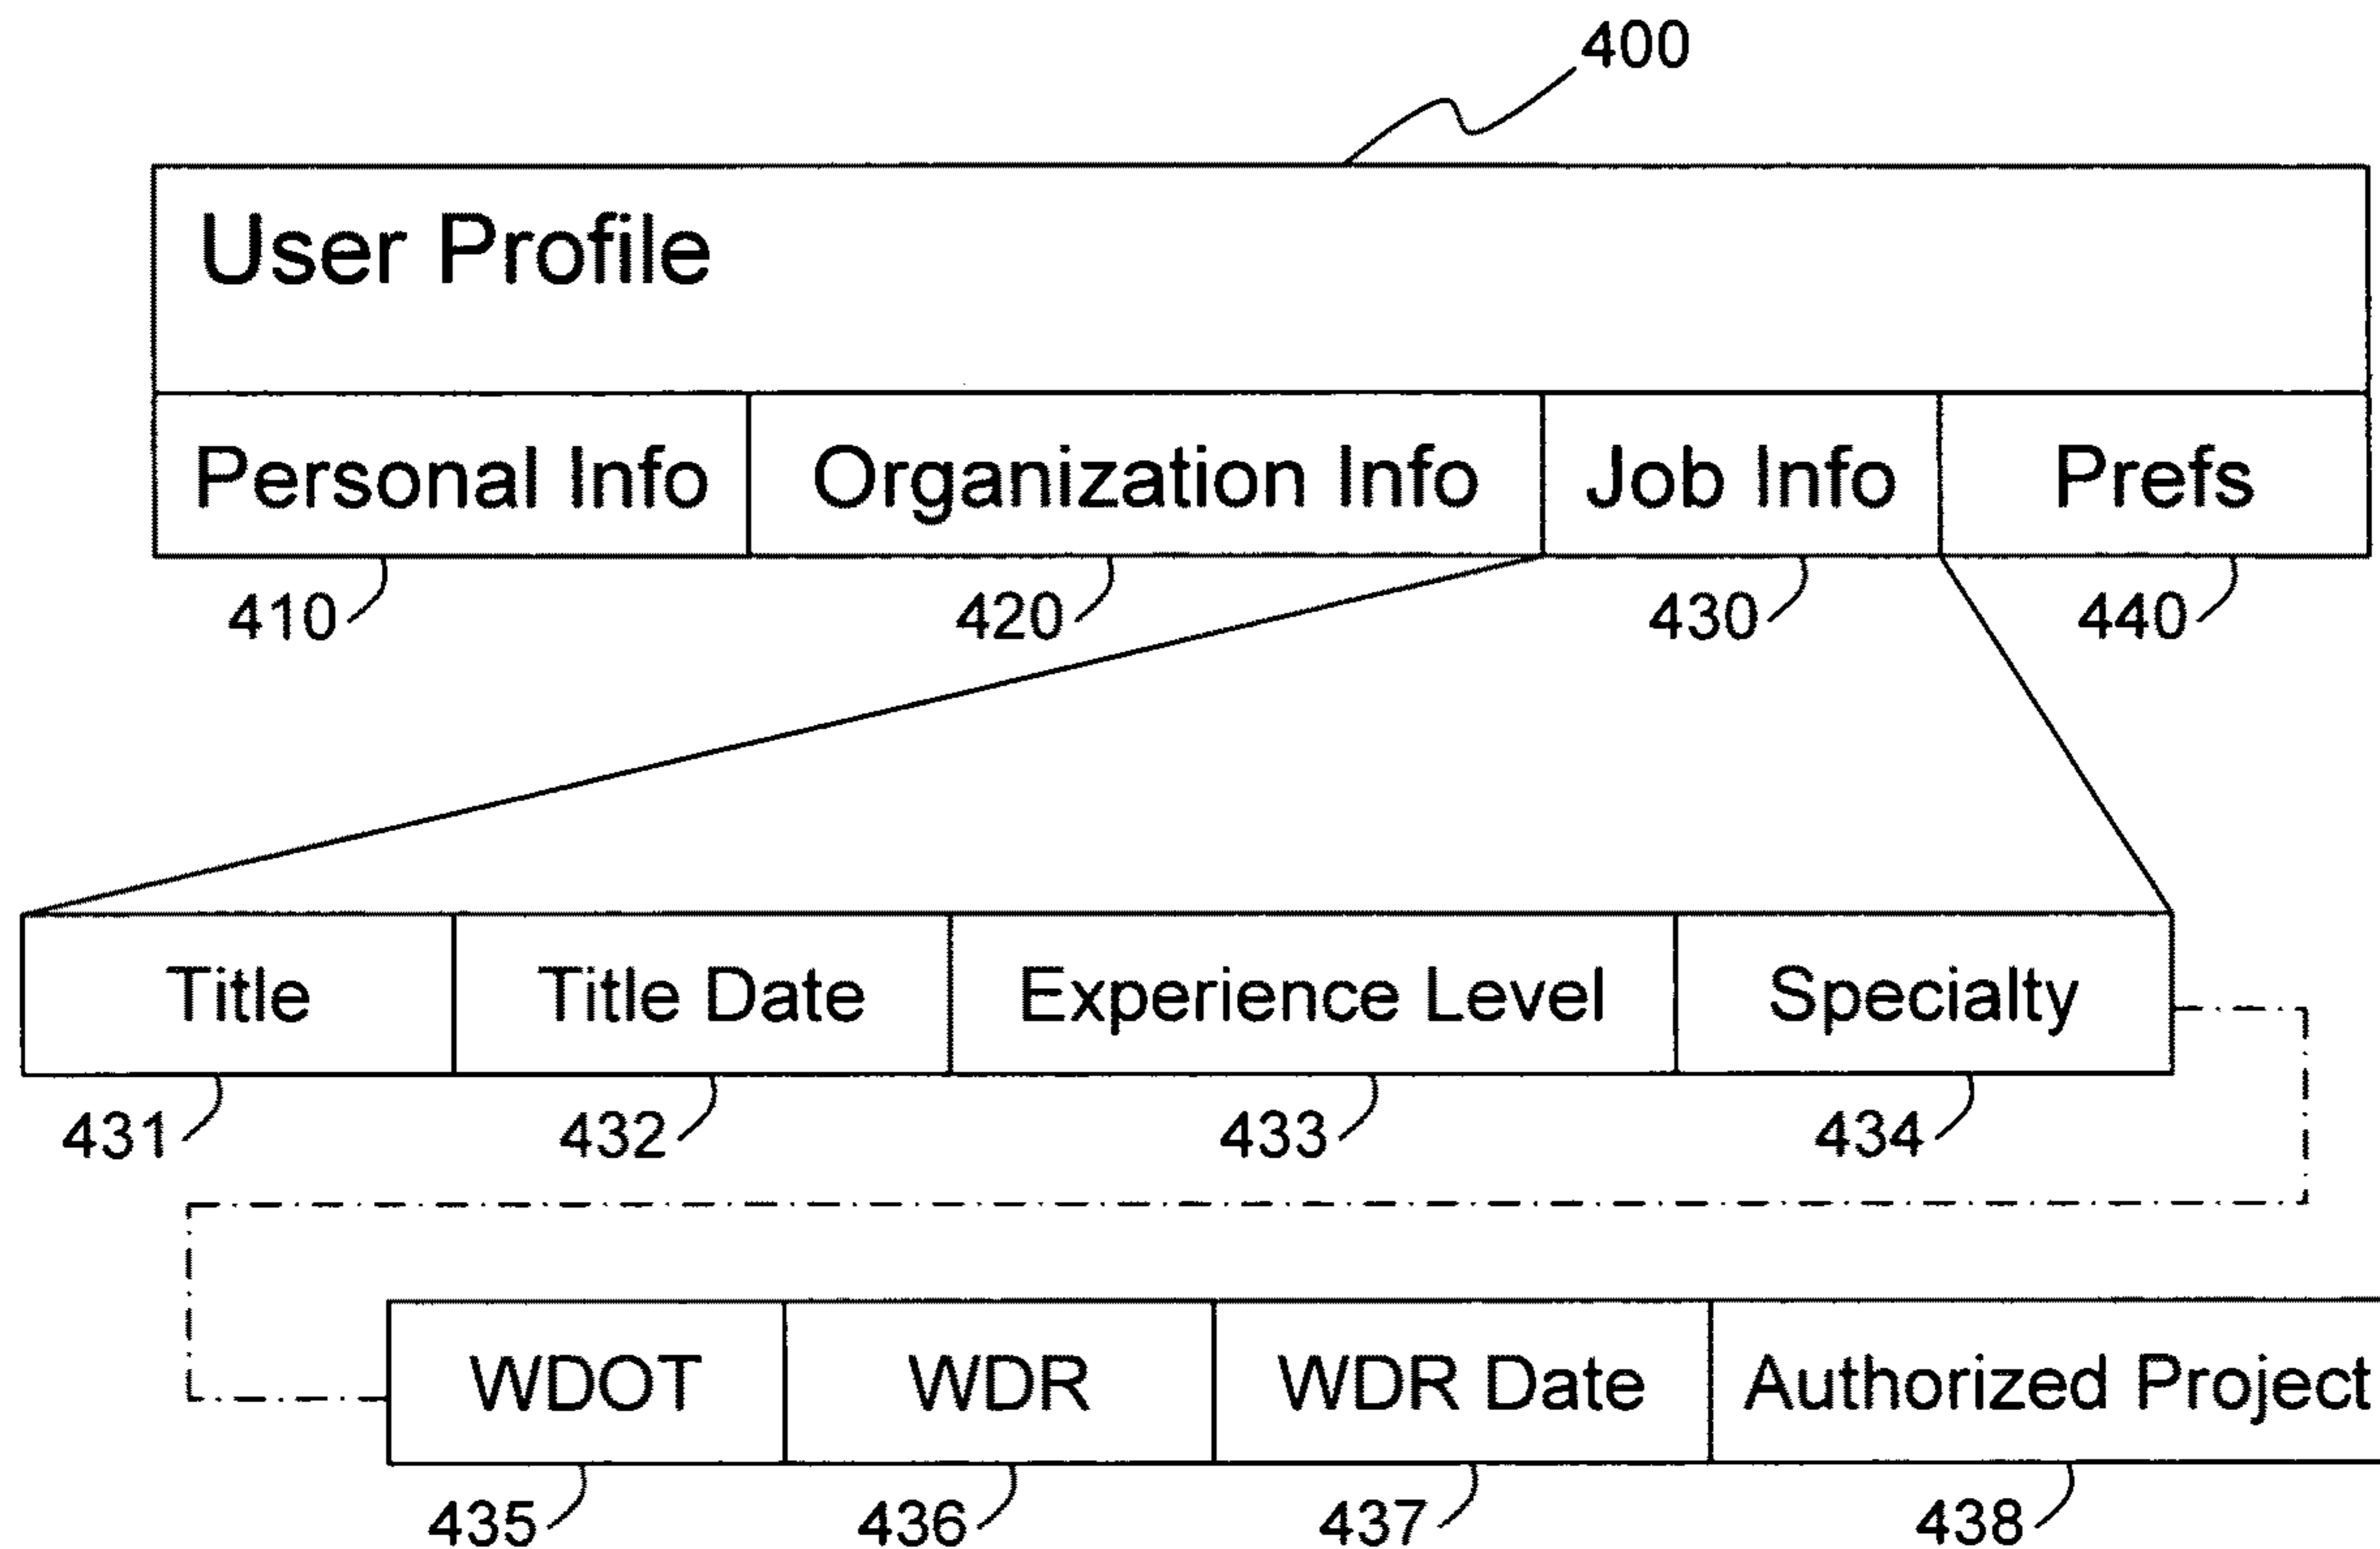 400
User Profile
Personal Info Organization Info Job Info Prefs
410 420 430 440
Title Title Date Experience Level Specialty
431 432 433 434
WDOT WDR WDR Date Authorized Project
435 436 437 438